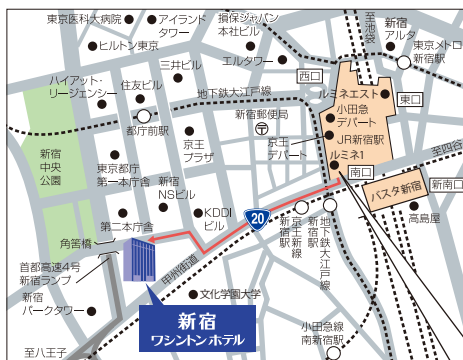 東京医科大病院
アイランド
タワー
損保ジャパン
本社ビル
至池袋
新宿
アルタ
東京メトロ
新宿駅
ヒルトン東京
エルタワー
三井ビル
西口
ハイアット・
リージェンシー
住友ビル
地下鉄大江戸線
ルミネエスト
東口
小田急
デパート
都庁前駅
新宿郵便局
京王
デパート
JR新宿駅
京王
プラザ
ルミネ1
至四谷
新宿
中央
公園
東京都庁
第一本庁舎
南口
新宿
NSビル
バスタ新宿
新南口
第二本庁舎
KDDI
ビル
20
高島屋
角筈橋
京王新線
新宿駅
地下鉄大江戸線
新宿駅
首都高速4号
新宿ランプ
甲州街道
新宿
パークタワー
文化学園大学
新宿
ワシントンホテル
小田急線
南新宿駅
至八王子